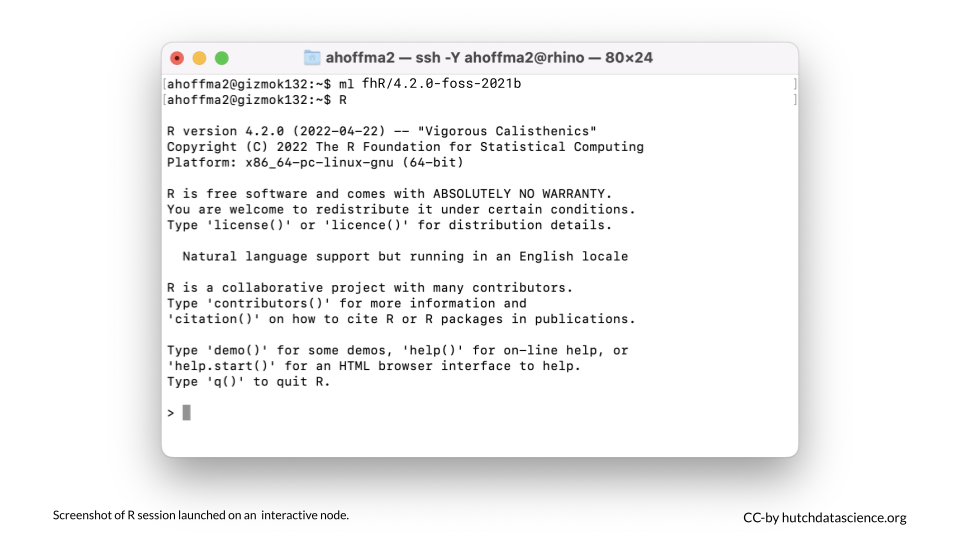 ahoffma2 — ssh -Y ahoffma2@rhino — 80×24
[ahoffma2@gizmok132:~$ ml fhR/4.2.0-foss-2021b ]
[ahoffma2@gizmok132:~$ R ]
R version 4.2.0 (2022-04-22) -- "Vigorous Calisthenics"
Copyright (C) 2022 The R Foundation for Statistical Computing
Platform: x86_64-pc-linux-gnu (64-bit)
R is free software and comes with ABSOLUTELY NO WARRANTY.
You are welcome to redistribute it under certain conditions.
Type 'license()' or 'licence()' for distribution details.
Natural language support but running in an English locale
R is a collaborative project with many contributors.
Type 'contributors()' for more information and
'citation()' on how to cite R or R packages in publications.
Type 'demo()' for some demos, 'help()' for on-line help, or
'help.start()' for an HTML browser interface to help.
Type 'q()' to quit R.
>
Screenshot of R session launched on an interactive node.
CC-by hutchdatascience.org